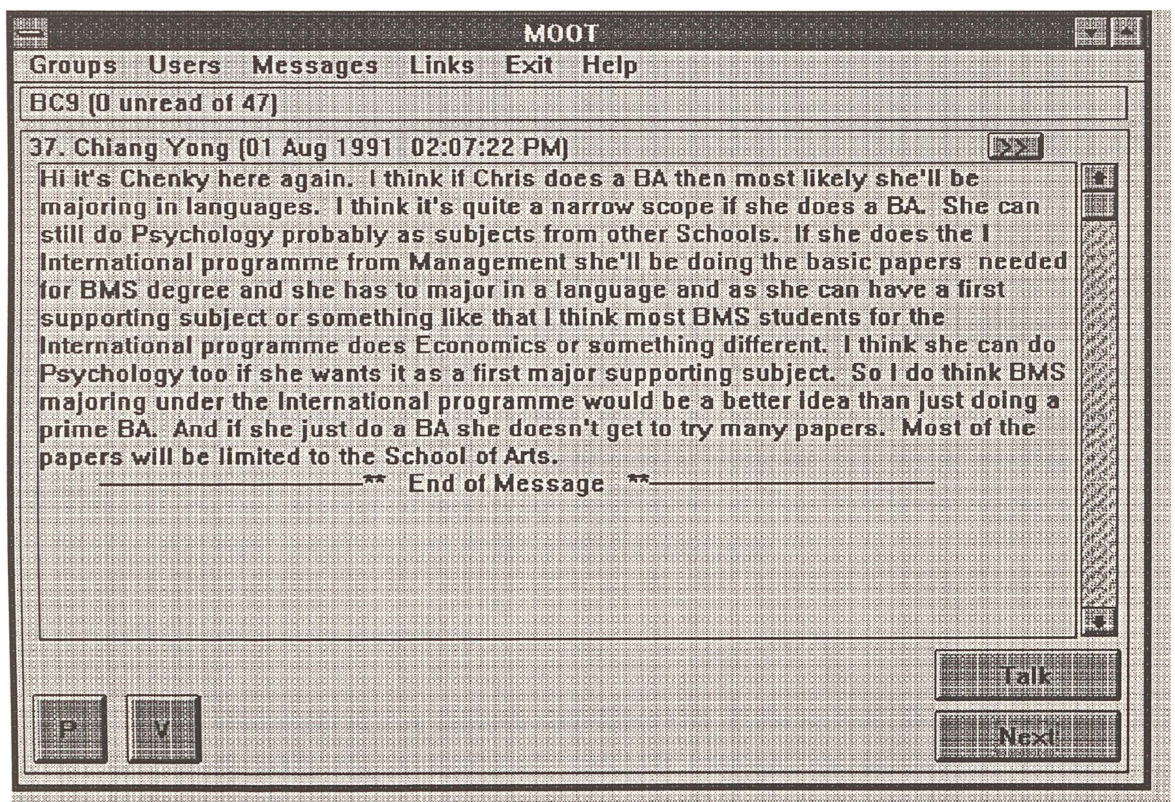 MOOT
Groups Users Messages Links Exit Help
BC9 (0 unread of 47)
37. Chiang Yong (01 Aug 1991 02:07:22 PM)
>>
Hi it's Chenky here again. I think if Chris does a BA then most likely she'll be
majoring in languages. I think it's quite a narrow scope if she does a BA. She can
still do Psychology probably as subjects from other Schools. If she does the I
International programme from Management she'll be doing the basic papers needed
for BMS degree and she has to major in a language and as she can have a first
supporting subject or something like that I think most BMS students for the
International programme does Economics or something different. I think she can do
Psychology too if she wants it as a first major supporting subject. So I do think BMS
majoring under the International programme would be a better idea than just doing a
prime BA. And if she just do a BA she doesn't get to try many papers. Most of the
papers will be limited to the School of Arts.
** End of Message **
Talk
P V
Next